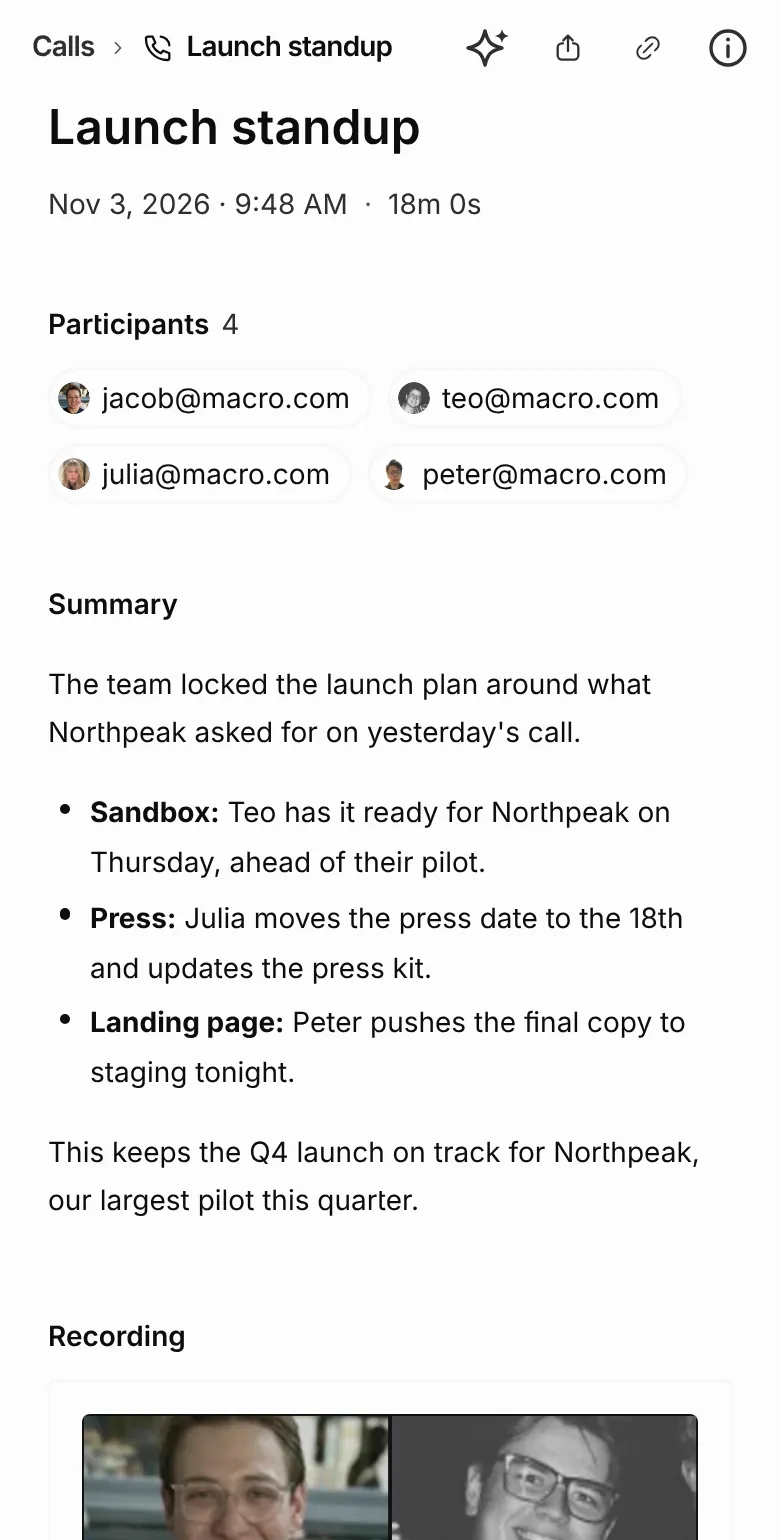 Calls › Launch standup
Launch standup
Nov 3, 2026 · 9:48 AM · 18m 0s
Participants 4
jacob@macro.com teo@macro.com
julia@macro.com peter@macro.com
Summary
The team locked the launch plan around what
Northpeak asked for on yesterday's call.
• Sandbox: Teo has it ready for Northpeak on
Thursday, ahead of their pilot.
• Press: Julia moves the press date to the 18th
and updates the press kit.
• Landing page: Peter pushes the final copy to
staging tonight.
This keeps the Q4 launch on track for Northpeak,
our largest pilot this quarter.
Recording